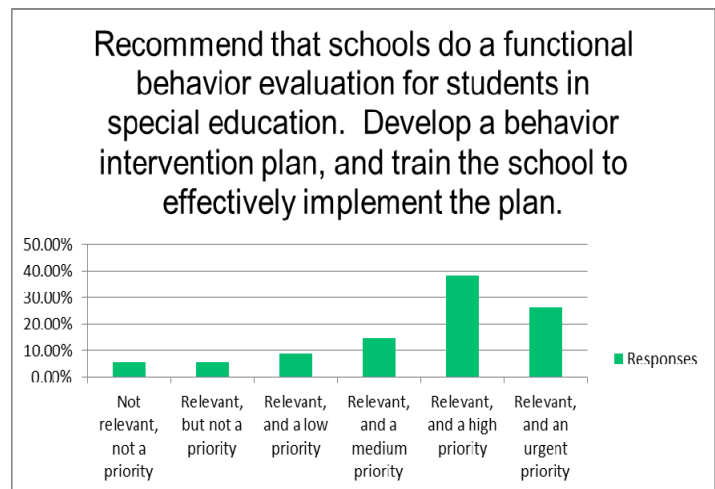 Recommend that schools do a functional
behavior evaluation for students in
special education.  Develop a behavior
intervention plan, and train the school to
effectively implement the plan.
50.00%
40.00%
30.00%
20.00%
10.00%
0.00%
Responses
Not
relevant,
not a
priority
Relevant,
but not a
priority
Relevant,
and a low
priority
Relevant,
and a
medium
priority
Relevant,
and a high
priority
Relevant,
and an
urgent
priority